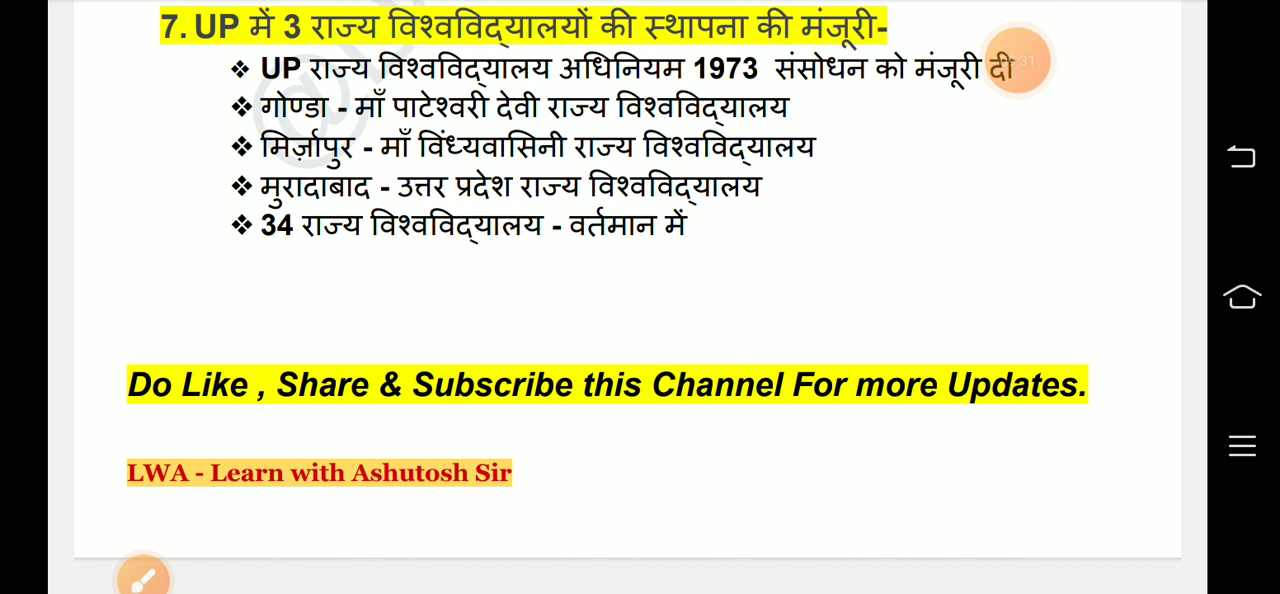 7. UP में 3 राज्य विश्वविद्यालयों की स्थापना की मंजूरी-
❖ UP राज्य विश्वविद्यालय अधिनियम 1973 संसोधन को मंजूरी दी
❖ गोण्डा - माँ पाटेश्वरी देवी राज्य विश्वविद्यालय
❖ मिर्ज़ापुर - माँ विंध्यवासिनी राज्य विश्वविद्यालय
❖ मुरादाबाद - उत्तर प्रदेश राज्य विश्वविद्यालय
❖ 34 राज्य विश्वविद्यालय - वर्तमान में
Do Like , Share & Subscribe this Channel For more Updates.
LWA - Learn with Ashutosh Sir